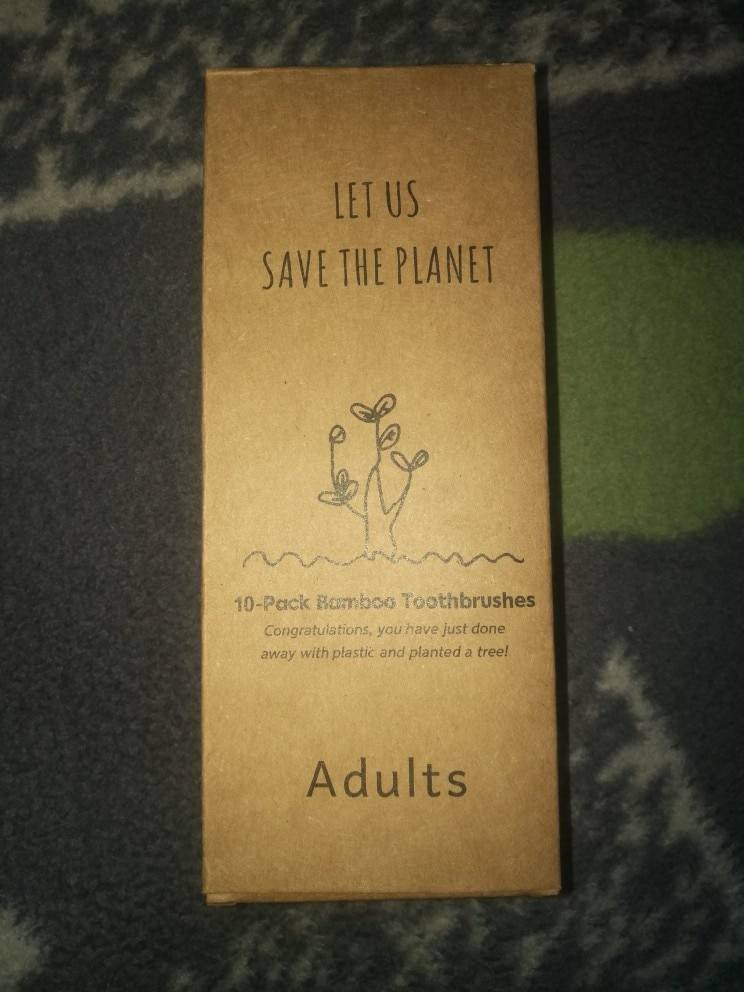 LET US
SAVE THE PLANET
10-Pack Bamboo Toothbrushes
Congratulations, you have just done
away with plastic and planted a tree!
Adults